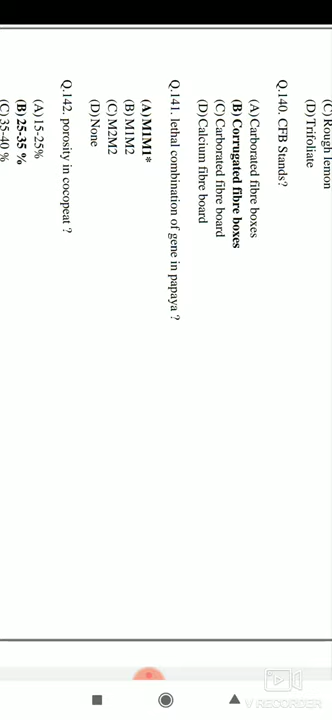 (C) Rough lemon
(D) Trifoliate
Q.140. CFB Stands?
(A) Carborated fibre boxes
(B) Corrugated fibre boxes
(C) Carborated fibre board
(D) Calcium fibre board
Q.141. lethal combination of gene in papaya ?
(A) M1M1*
(B) M1M2
(C) M2M2
(D) None
Q.142. porosity in cocopeat ?
(A) 15-25%
(B) 25-35 %
(C) 35-40 %
V RECORDER